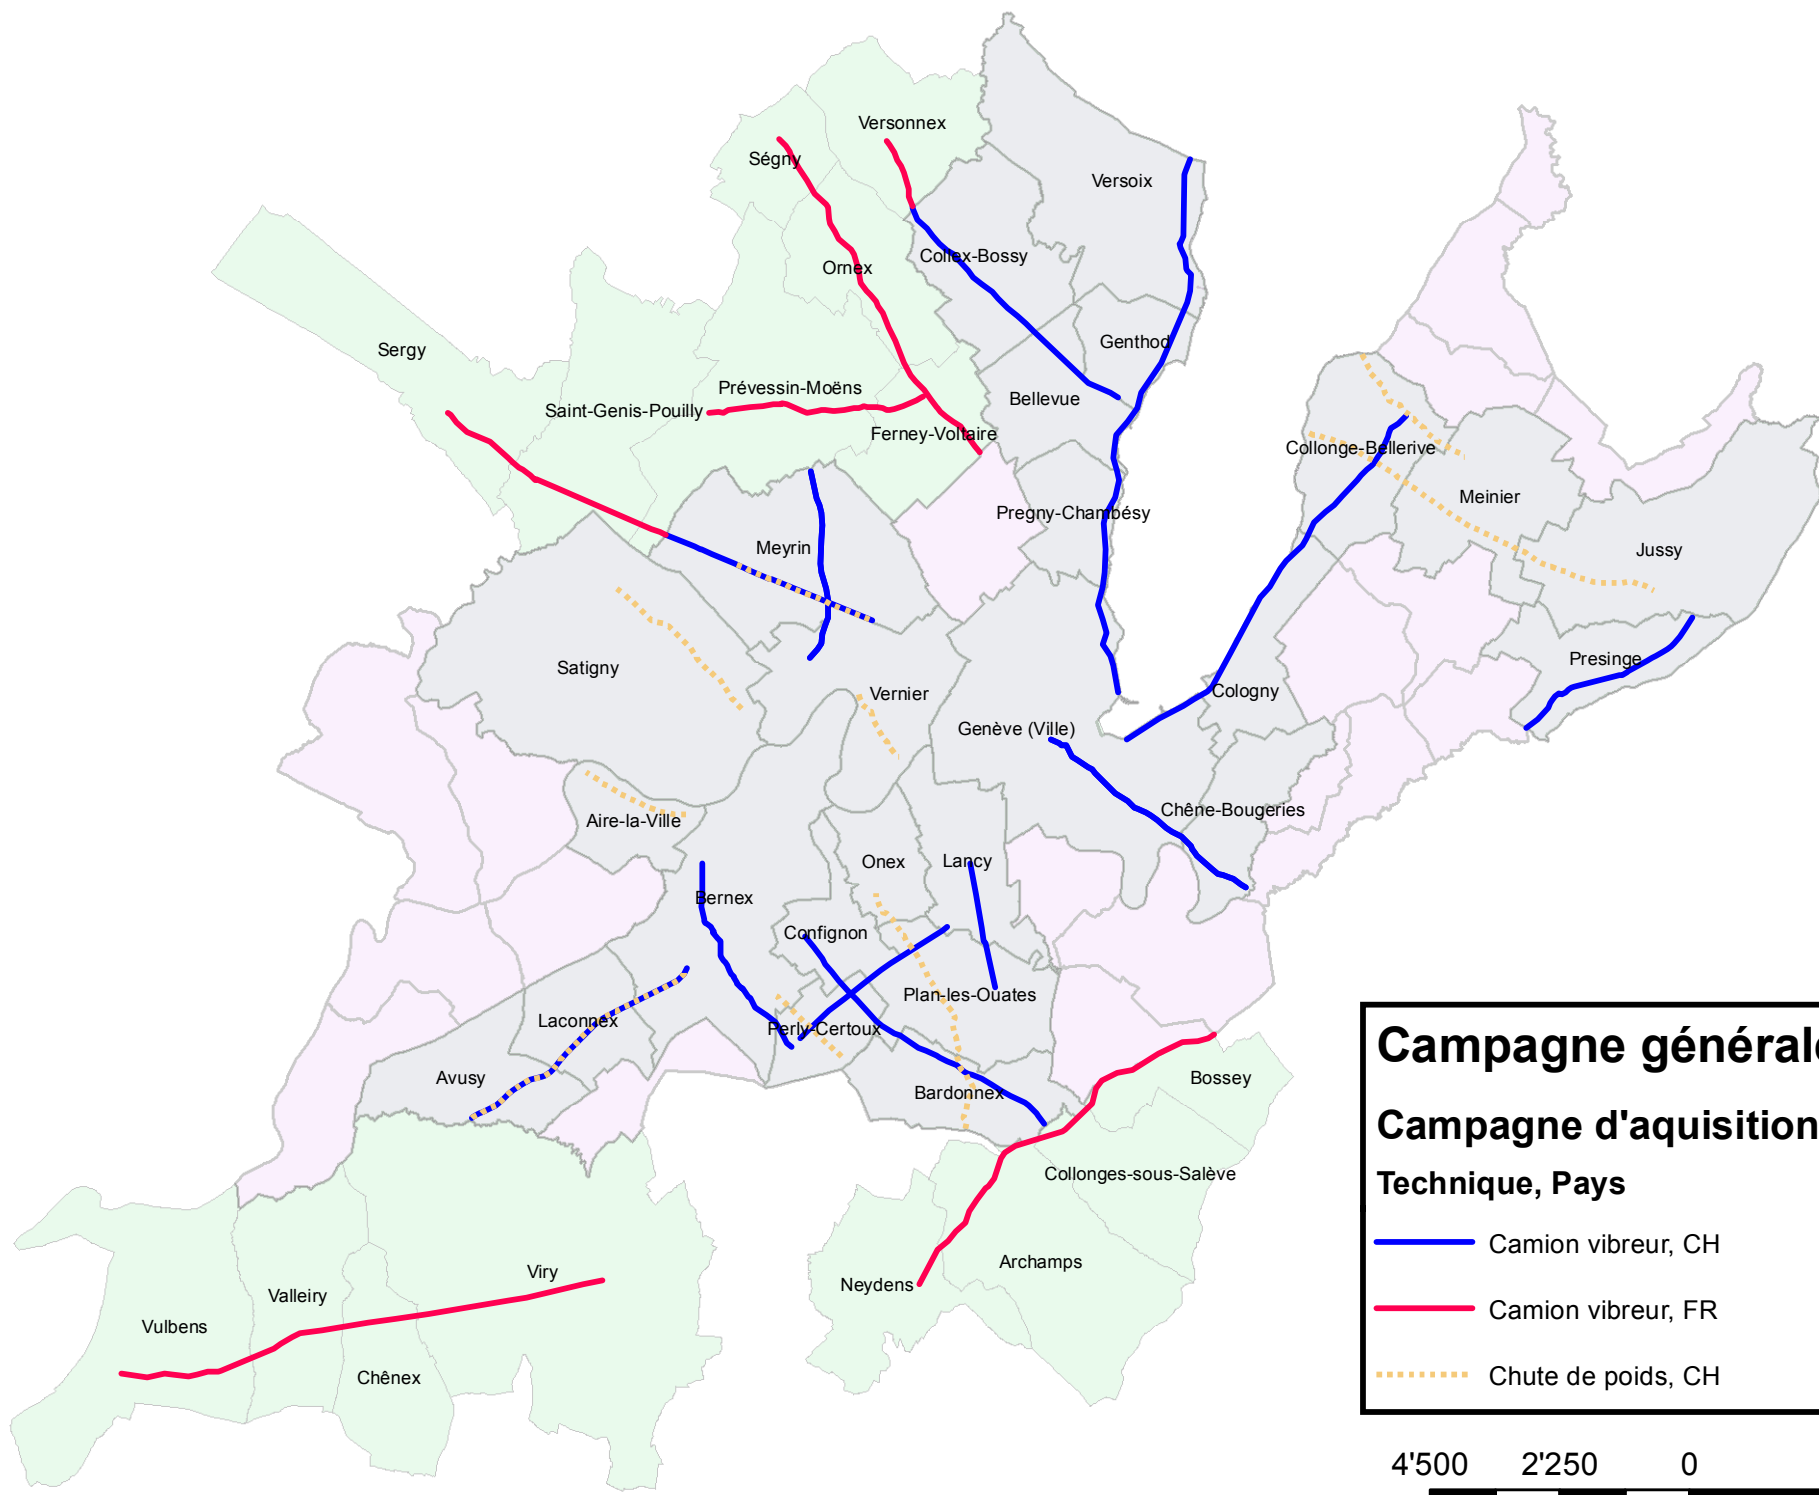 Versonnex
Ségny
Versoix
Collex-Bossy
Ornex
Genthod
Sergy
Prévessin-Moëns
Bellevue
Saint-Genis-Pouilly
Ferney-Voltaire
Collonge-Bellerive
Meinier
Pregny-Chambésy
Meyrin
Jussy
Presinge
Satigny
Vernier
Cologny
Genève (Ville)
Chêne-Bougeries
Aire-la-Ville
Onex
Lancy
Bernex
Confignon
Plan-les-Ouates
Laconnex
Perly-Certoux
Avusy
Bardonnex
Bossey
Collonges-sous-Salève
Archamps
Neydens
Viry
Valleiry
Vulbens
Chênex
Campagne générale
Campagne d'aquisition
Technique, Pays
Camion vibreur, CH
Camion vibreur, FR
Chute de poids, CH
4'500 2'250 0